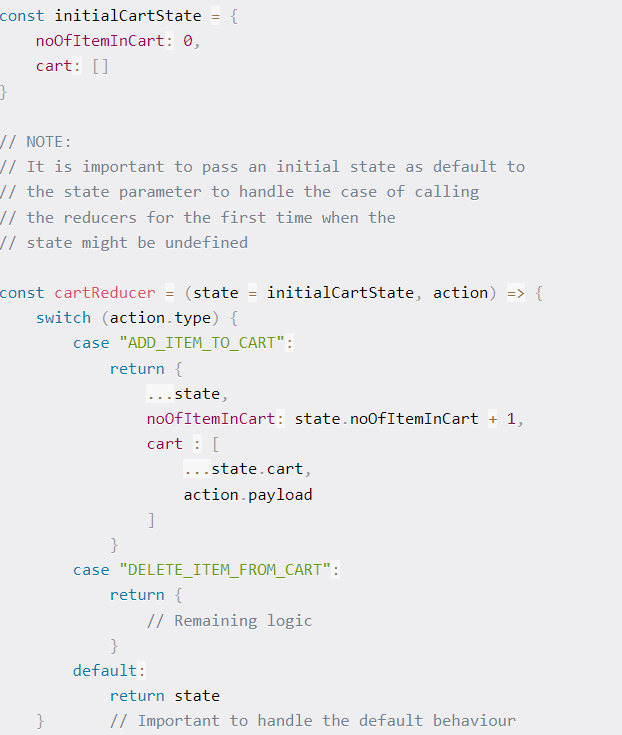 const initialCartState = {
    noOfItemInCart: 0,
    cart: []
}

// NOTE:
// It is important to pass an initial state as default to
// the state parameter to handle the case of calling
// the reducers for the first time when the
// state might be undefined

const cartReducer = (state = initialCartState, action) => {
    switch (action.type) {
        case "ADD_ITEM_TO_CART":
            return {
                ...state,
                noOfItemInCart: state.noOfItemInCart + 1,
                cart : [
                    ...state.cart,
                    action.payload
                ]
            }
        case "DELETE_ITEM_FROM_CART":
            return {
                // Remaining logic
            }
        default:
            return state
    }       // Important to handle the default behaviour